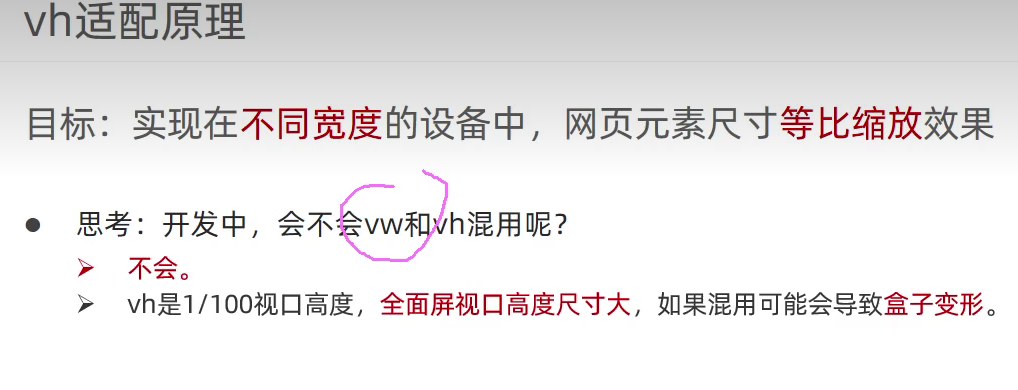 vh适配原理
目标：实现在不同宽度的设备中，网页元素尺寸等比缩放效果
思考：开发中，会不会vw和vh混用呢？
不会。
vh是1/100视口高度，全面屏视口高度尺寸大，如果混用可能会导致盒子变形。